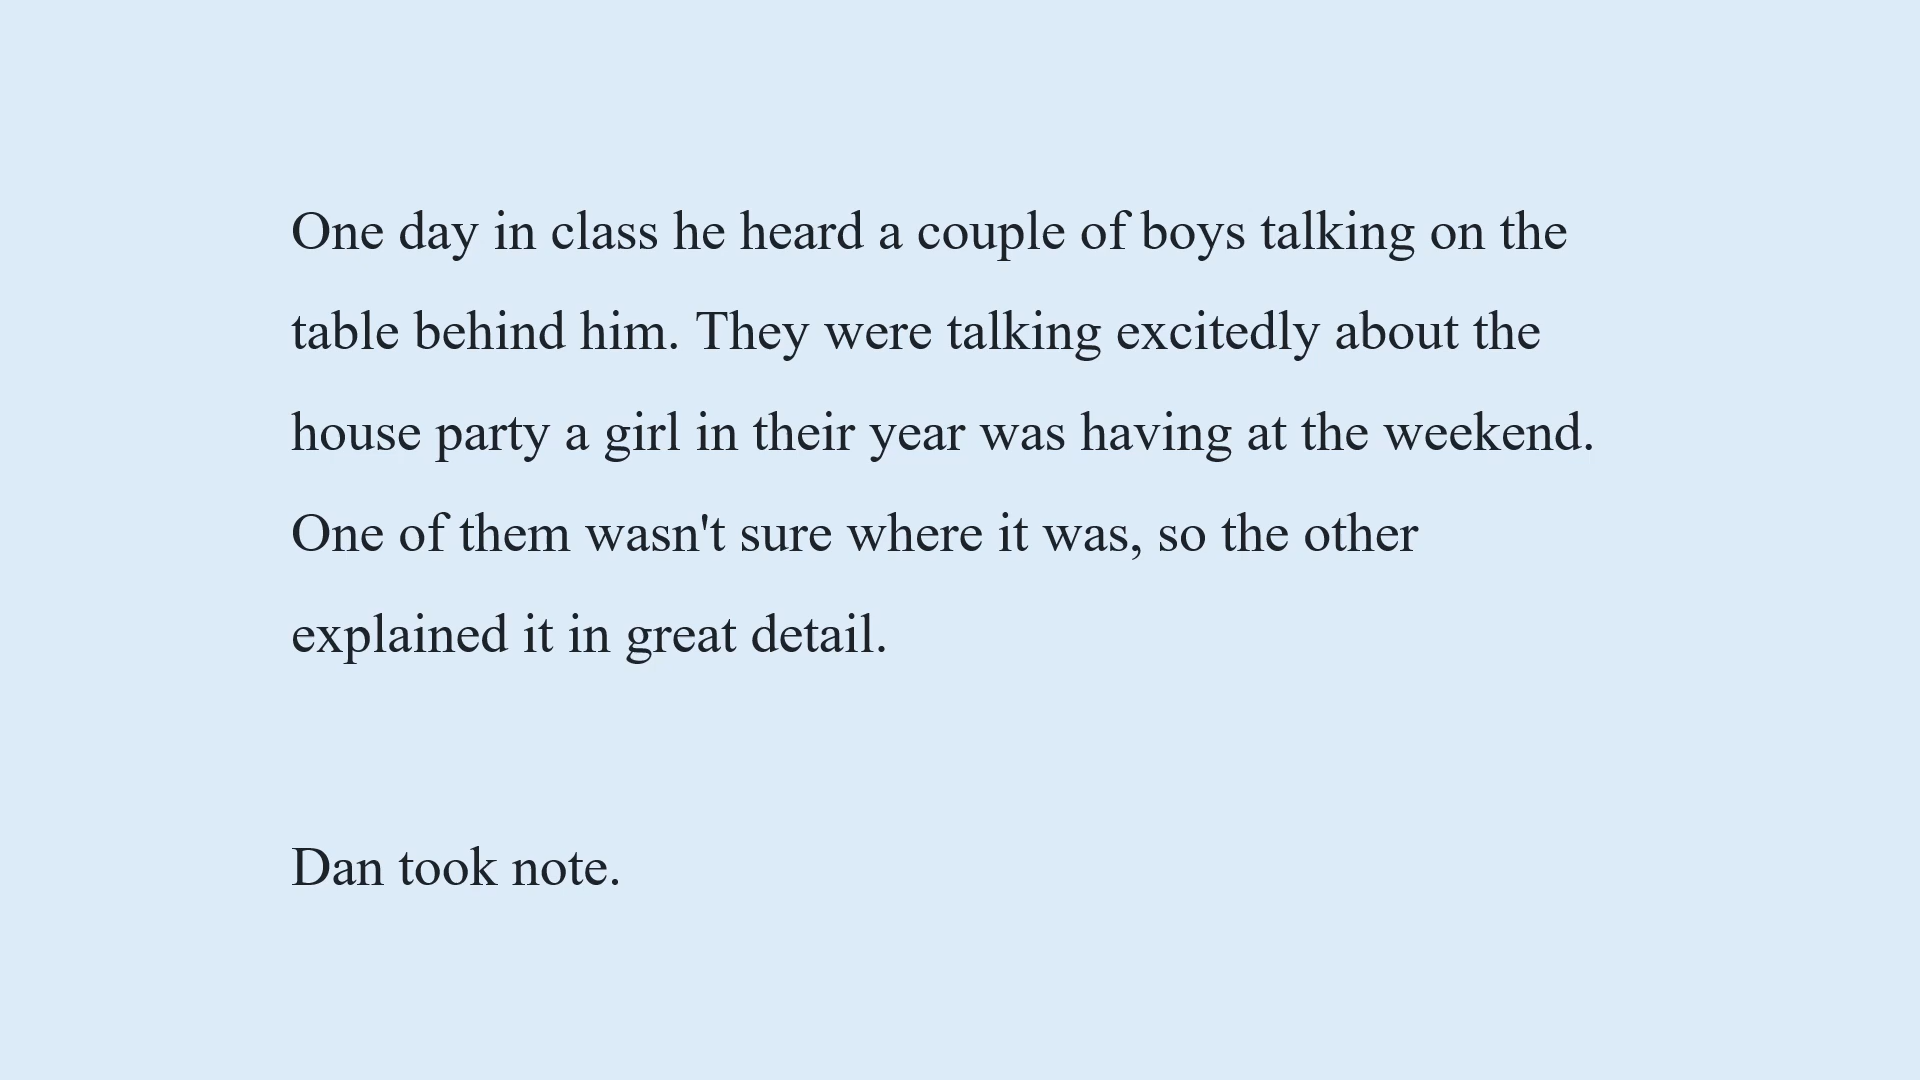 One day in class he heard a couple of boys talking on the
table behind him. They were talking excitedly about the
house party a girl in their year was having at the weekend.
One of them wasn't sure where it was, so the other
explained it in great detail.
Dan took note.